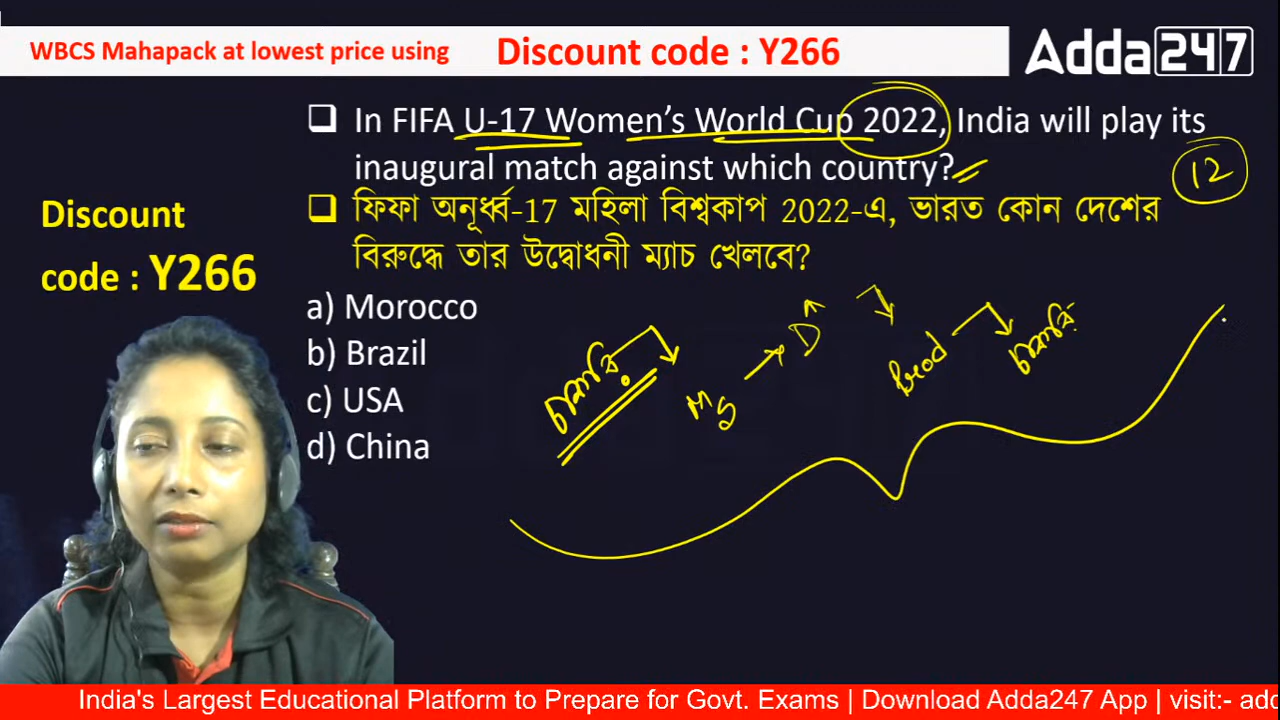 WBCS Mahapack at lowest price using Discount code : Y266
Adda247
In FIFA U-17 Women's World Cup 2022, India will play its
inaugural match against which country?
12
ফিফা অনূর্ধ্ব-17 মহিলা বিশ্বকাপ 2022-এ, ভারত কোন দেশের
বিরুদ্ধে তার উদ্বোধনী ম্যাচ খেলবে?
Discount
code : Y266
a) Morocco
b) Brazil
c) USA
d) China
চাকরি
চাকরি
India's Largest Educational Platform to Prepare for Govt. Exams | Download Adda247 App | visit:- add